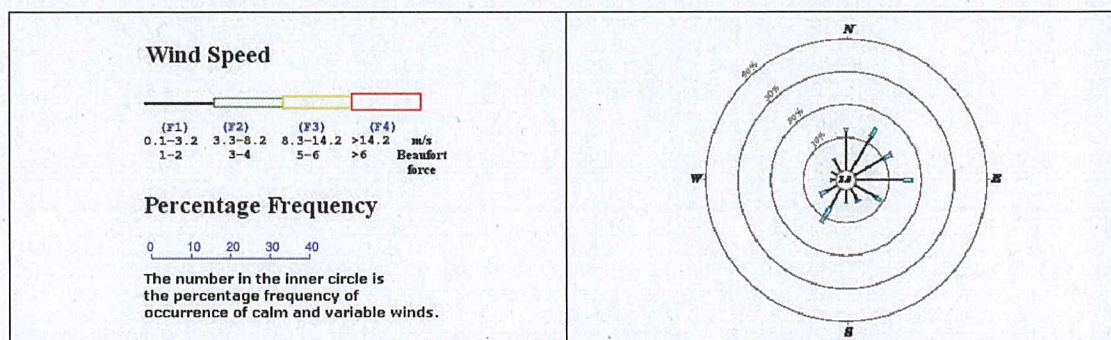 Wind Speed
(F1) (F2) (F3) (F4)
0.1-3.2 3.3-8.2 8.3-14.2 >14.2 m/s
1-2 3-4 5-6 >6 Beaufort
force
Percentage Frequency
0 10 20 30 40
The number in the inner circle is
the percentage frequency of
occurrence of calm and variable winds.
N
40%
30%
20%
10%
W
E
S